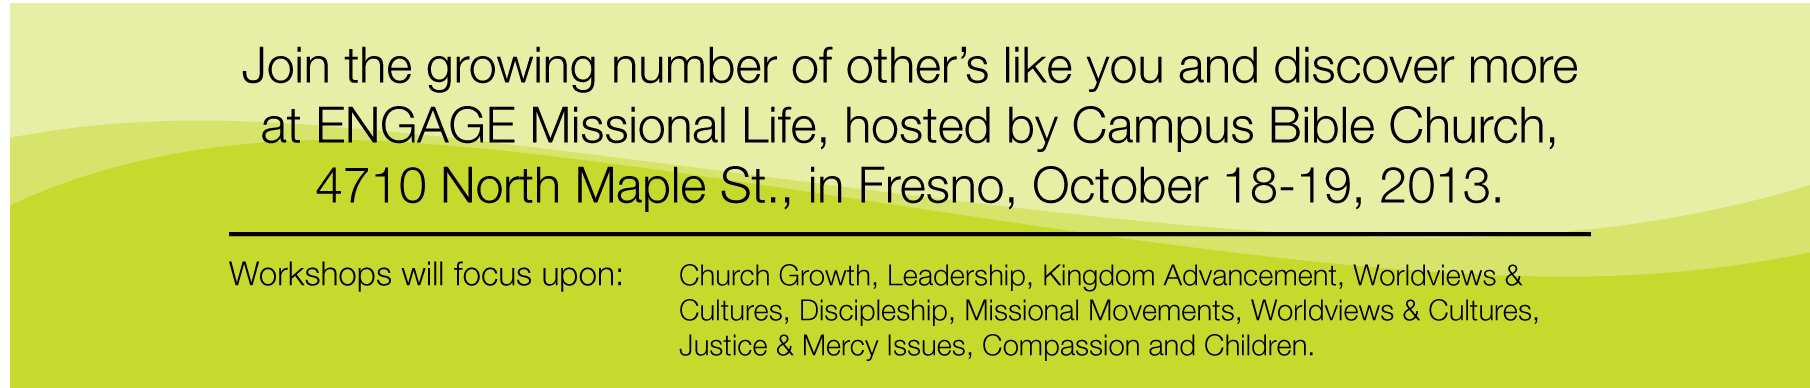 Join the growing number of other’s like you and discover more
at ENGAGE Missional Life, hosted by Campus Bible Church,
4710 North Maple St., in Fresno, October 18-19, 2013.
Workshops will focus upon:
Church Growth, Leadership, Kingdom Advancement, Worldviews &
Cultures, Discipleship, Missional Movements, Worldviews & Cultures,
Justice & Mercy Issues, Compassion and Children.